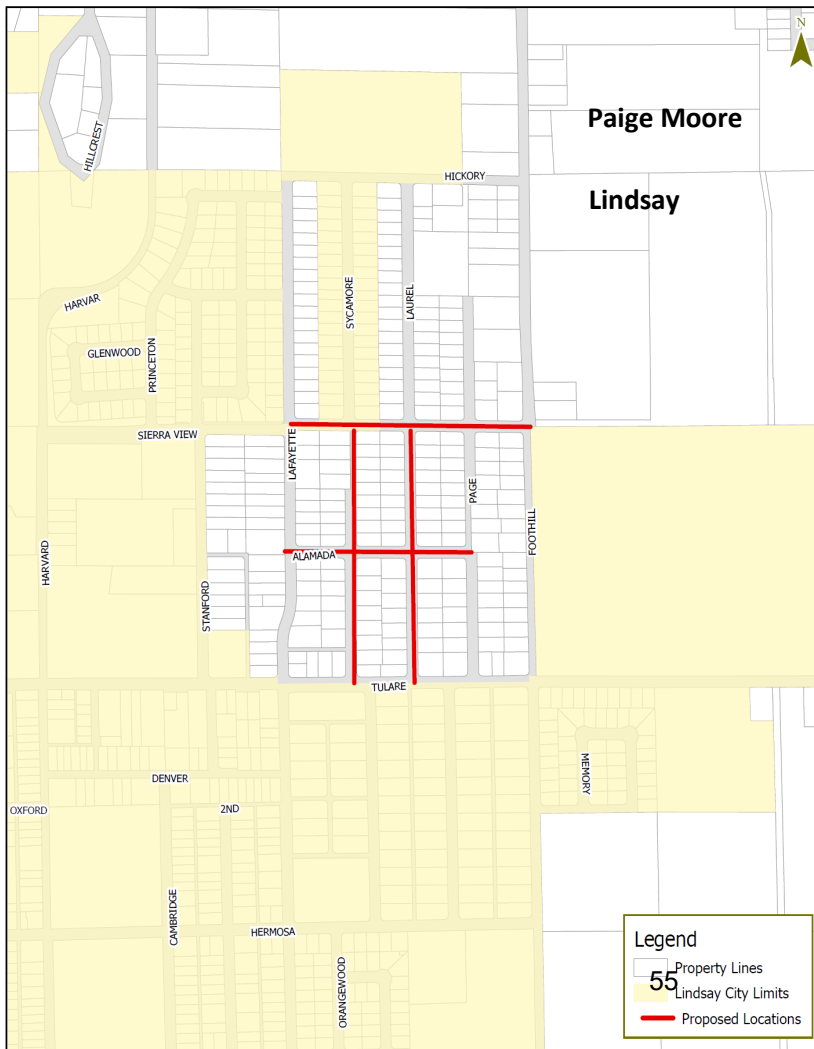 N
Paige Moore
HILLCREST
HICKORY
Lindsay
SYCAMORE
LAUREL
HARVAR
GLENWOOD
PRINCETON
SIERRA VIEW
LAFAYETTE
PAGE
FOOTHILL
ALAMADA
HARVARD
STANFORD
TULARE
MEMORY
DENVER
OXFORD
2ND
CAMBRIDGE
HERMOSA
ORANGEWOOD
Legend
Property Lines
55
Lindsay City Limits
Proposed Locations